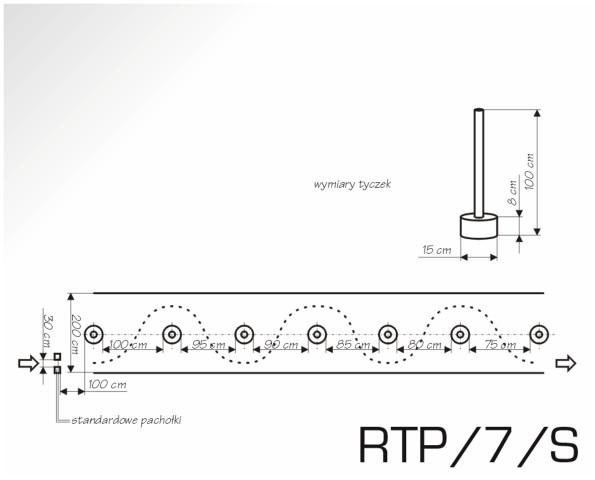 wymiary tyczek
100 cm
8 cm
15 cm
30 cm
200 cm
100 cm
95 cm
90 cm
85 cm
80 cm
75 cm
100 cm
standardowe pachołki
RTP/7/S